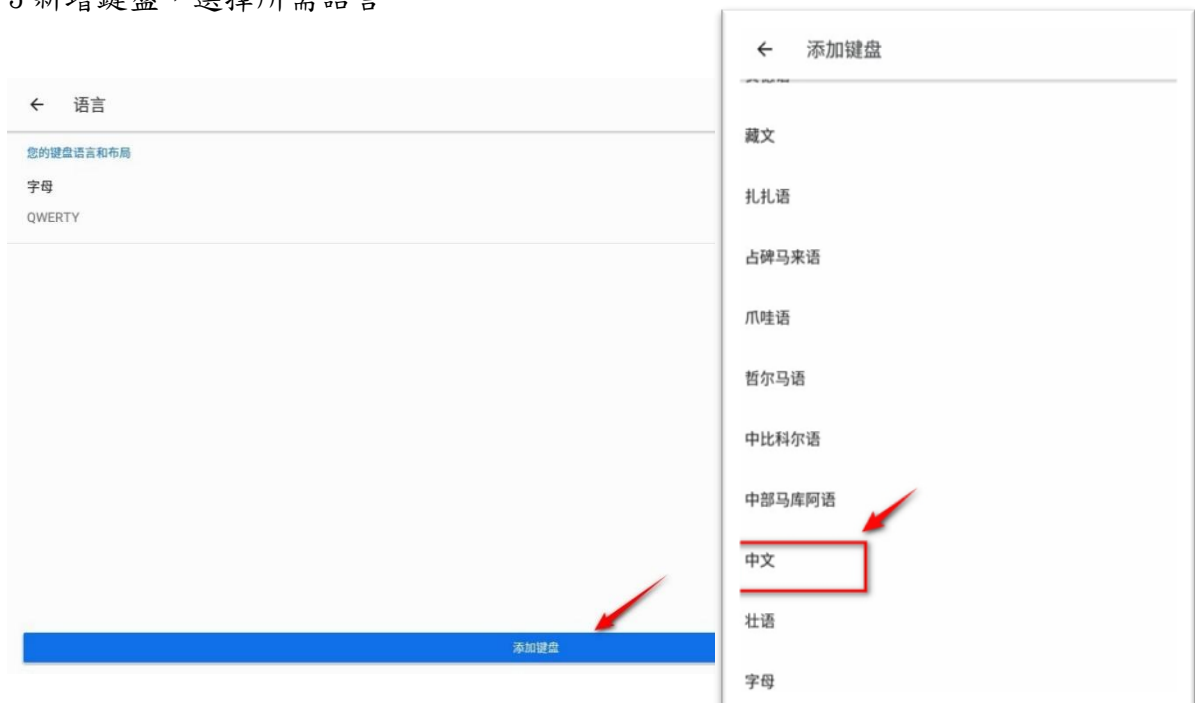 5 新增鍵盤，選擇所需語言
语言
您的键盘语言和布局
字母
QWERTY
添加键盘
添加键盘
藏文
扎扎语
占碑马来语
爪哇语
哲尔马语
中比科尔语
中部马库阿语
中文
壮语
字母